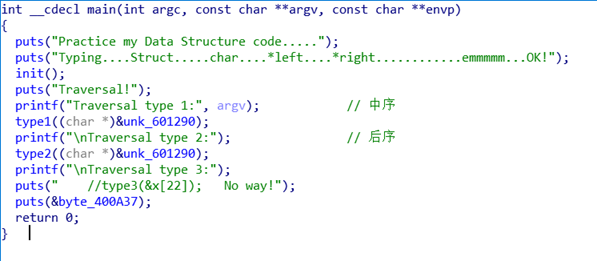 int __cdecl main(int argc, const char **argv, const char **envp)
{
  puts("Practice my Data Structure code.....");
  puts("Typing....Struct.....char....*left....*right............emmmmm...OK!");
  init();
  puts("Traversal!");
  printf("Traversal type 1:", argv);            // 中序
  type1((char *)&unk_601290);
  printf("\nTraversal type 2:");                // 后序
  type2((char *)&unk_601290);
  printf("\nTraversal type 3:");
  puts("    //type3(&x[22]);   No way!");
  puts(&byte_400A37);
  return 0;
}